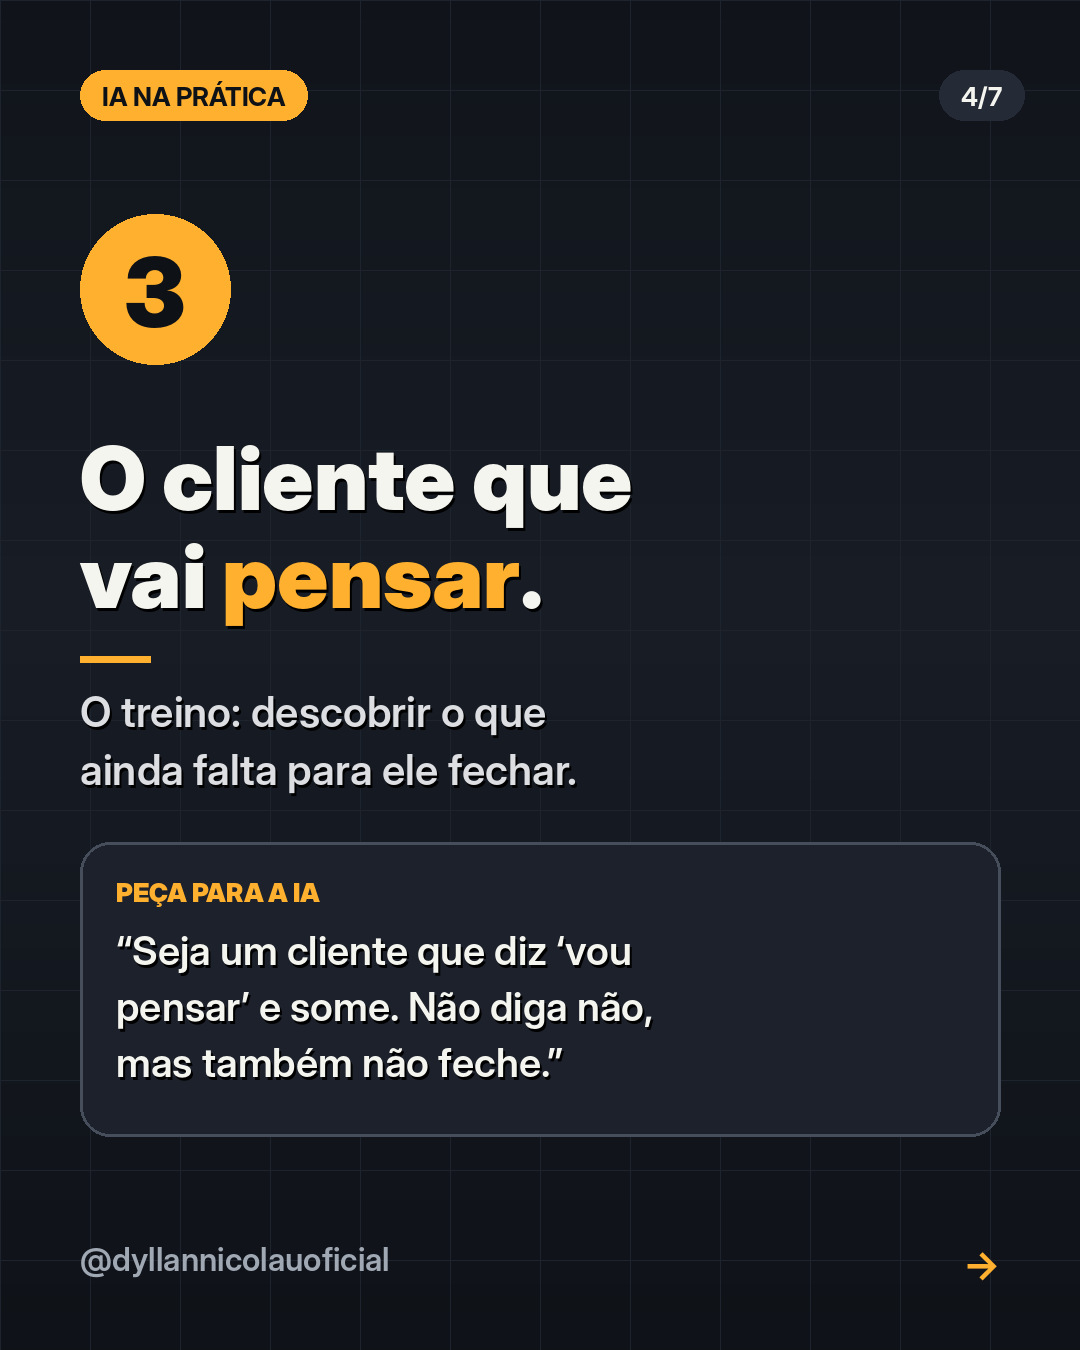 IA NA PRÁTICA
4/7
3
O cliente que
vai pensar.
O treino: descobrir o que
ainda falta para ele fechar.
PEÇA PARA A IA
“Seja um cliente que diz ‘vou
pensar’ e some. Não diga não,
mas também não feche.”
@dyllannicolauoficial
→